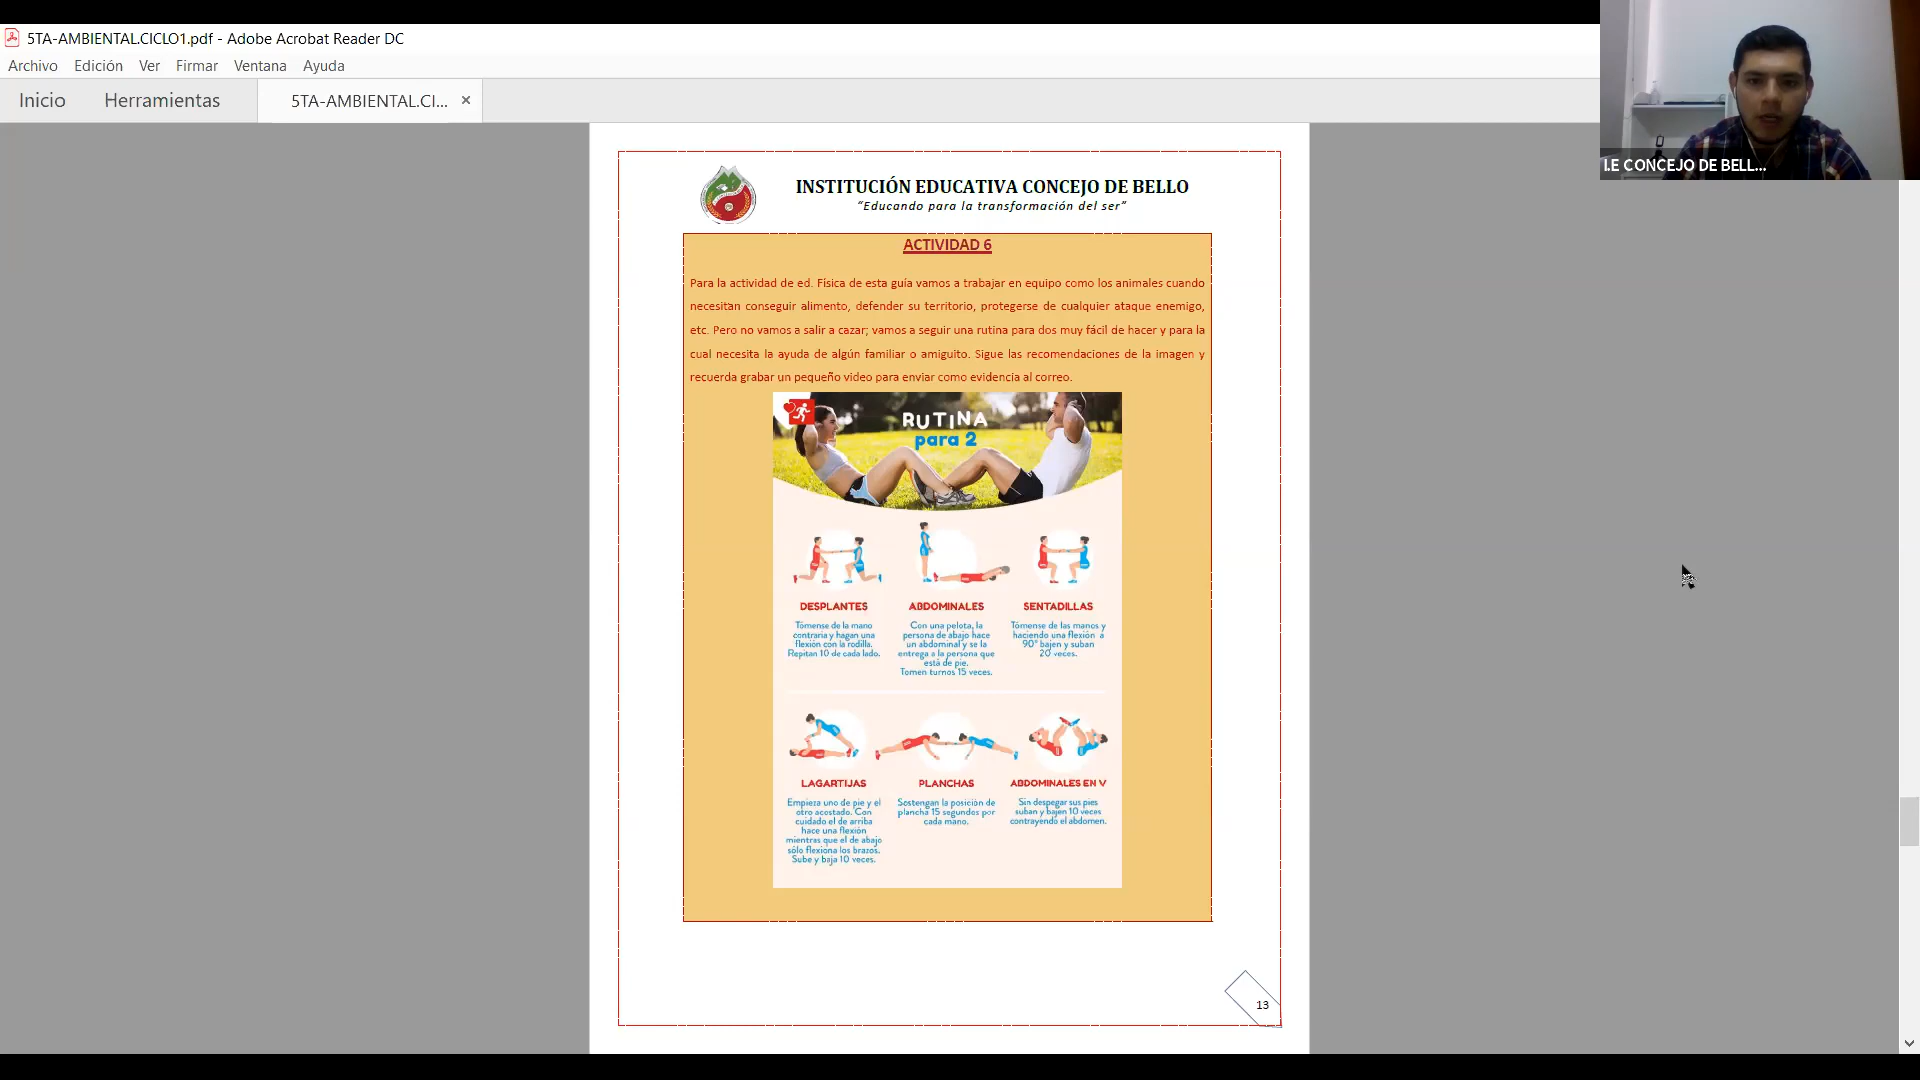 5TA-AMBIENTAL.CICLO1.pdf - Adobe Acrobat Reader DC
Archivo Edición Ver Firmar Ventana Ayuda
Inicio Herramientas 5TA-AMBIENTAL.CI... ×
I.E CONCEJO DE BELL...
INSTITUCIÓN EDUCATIVA CONCEJO DE BELLO
“Educando para la transformación del ser”
ACTIVIDAD 6
Para la actividad de ed. Física de esta guía vamos a trabajar en equipo como los animales cuando
necesitan conseguir alimento, defender su territorio, protegerse de cualquier ataque enemigo,
etc. Pero no vamos a salir a cazar; vamos a seguir una rutina para dos muy fácil de hacer y para la
cual necesita la ayuda de algún familiar o amiguito. Sigue las recomendaciones de la imagen y
recuerda grabar un pequeño video para enviar como evidencia al correo.
RUTINA
para 2
DESPLANTES
Tómense de la mano
contraria y hagan una
flexión con la rodilla.
Repitan 10 de cada lado.
ABDOMINALES
Con una pelota, la
persona de abajo hace
un abdominal y se la
entrega a la persona que
está de pie.
Tomen turnos 15 veces.
SENTADILLAS
Tómense de las manos y
haciendo una flexión a
90° bajen y suban
20 veces.
LAGARTIJAS
Empieza uno de pie y el
otro acostado. Con
cuidado el de arriba
hace una flexión
mientras que el de abajo
sólo flexiona los brazos.
Sube y baja 10 veces.
PLANCHAS
Sostengan la posición de
plancha 15 segundos por
cada mano.
ABDOMINALES EN V
Sin despegar sus pies
suban y bajen 10 veces
contrayendo el abdomen.
13